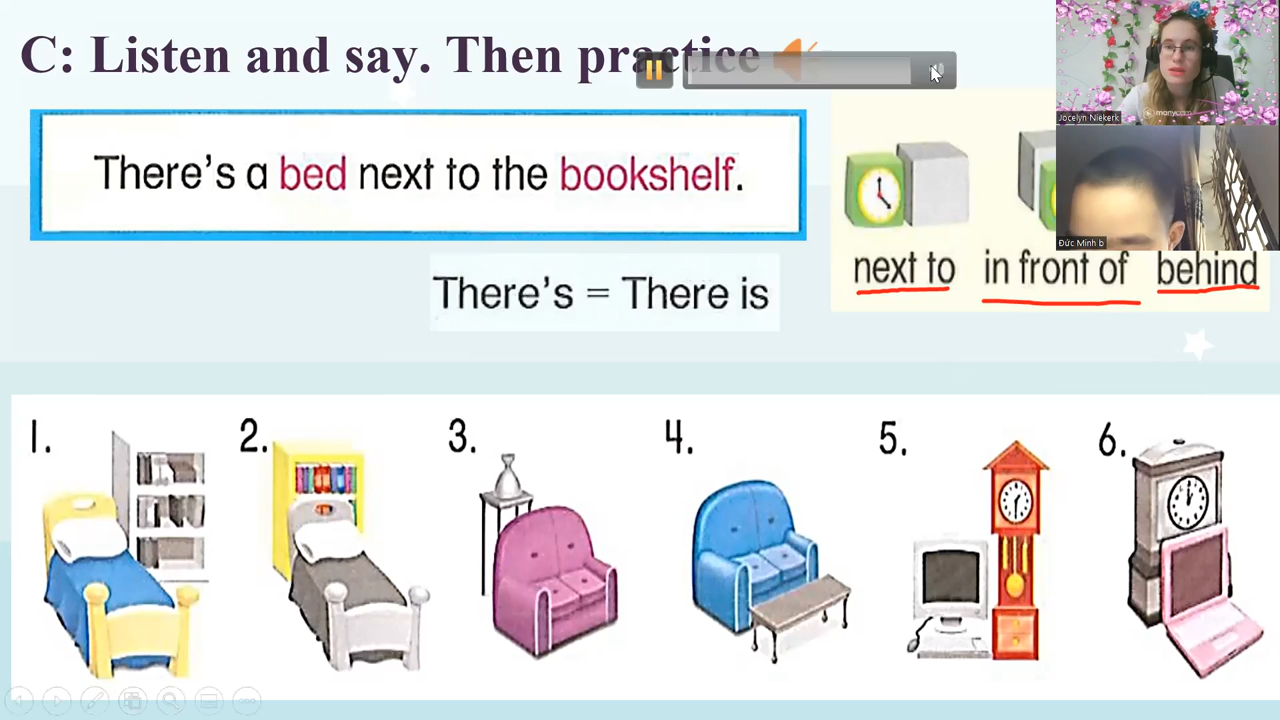 C: Listen and say. Then practice
There's a bed next to the bookshelf.
There's = There is
next to in front of behind
1. 2. 3. 4. 5. 6.
Jocelyn Niekerk
manycam
Đức Minh b